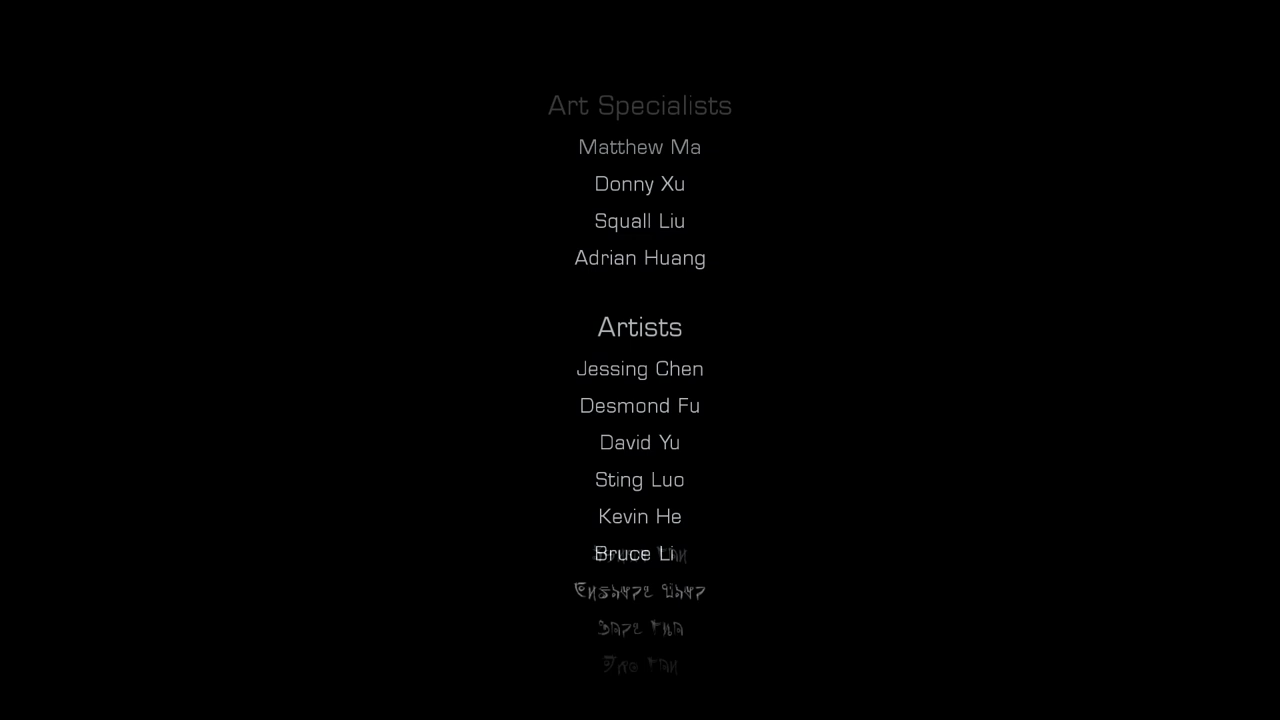 Art Specialists
Matthew Ma
Donny Xu
Squall Liu
Adrian Huang
Artists
Jessing Chen
Desmond Fu
David Yu
Sting Luo
Kevin He
Bruce Li